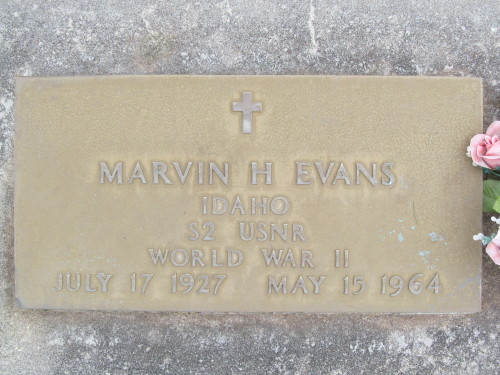 MARVIN H EVANS
IDAHO
S2 USNR
WORLD WAR II
JULY 17 1927 MAY 15 1964